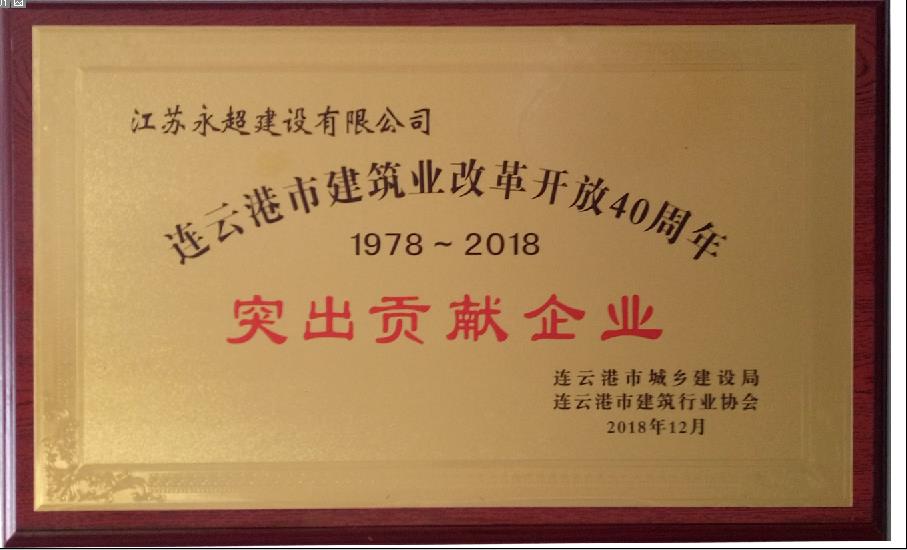 江苏永超建设有限公司
连云港市建筑业改革开放40周年
1978~2018
突出贡献企业
连云港市城乡建设局
连云港市建筑行业协会
2018年12月